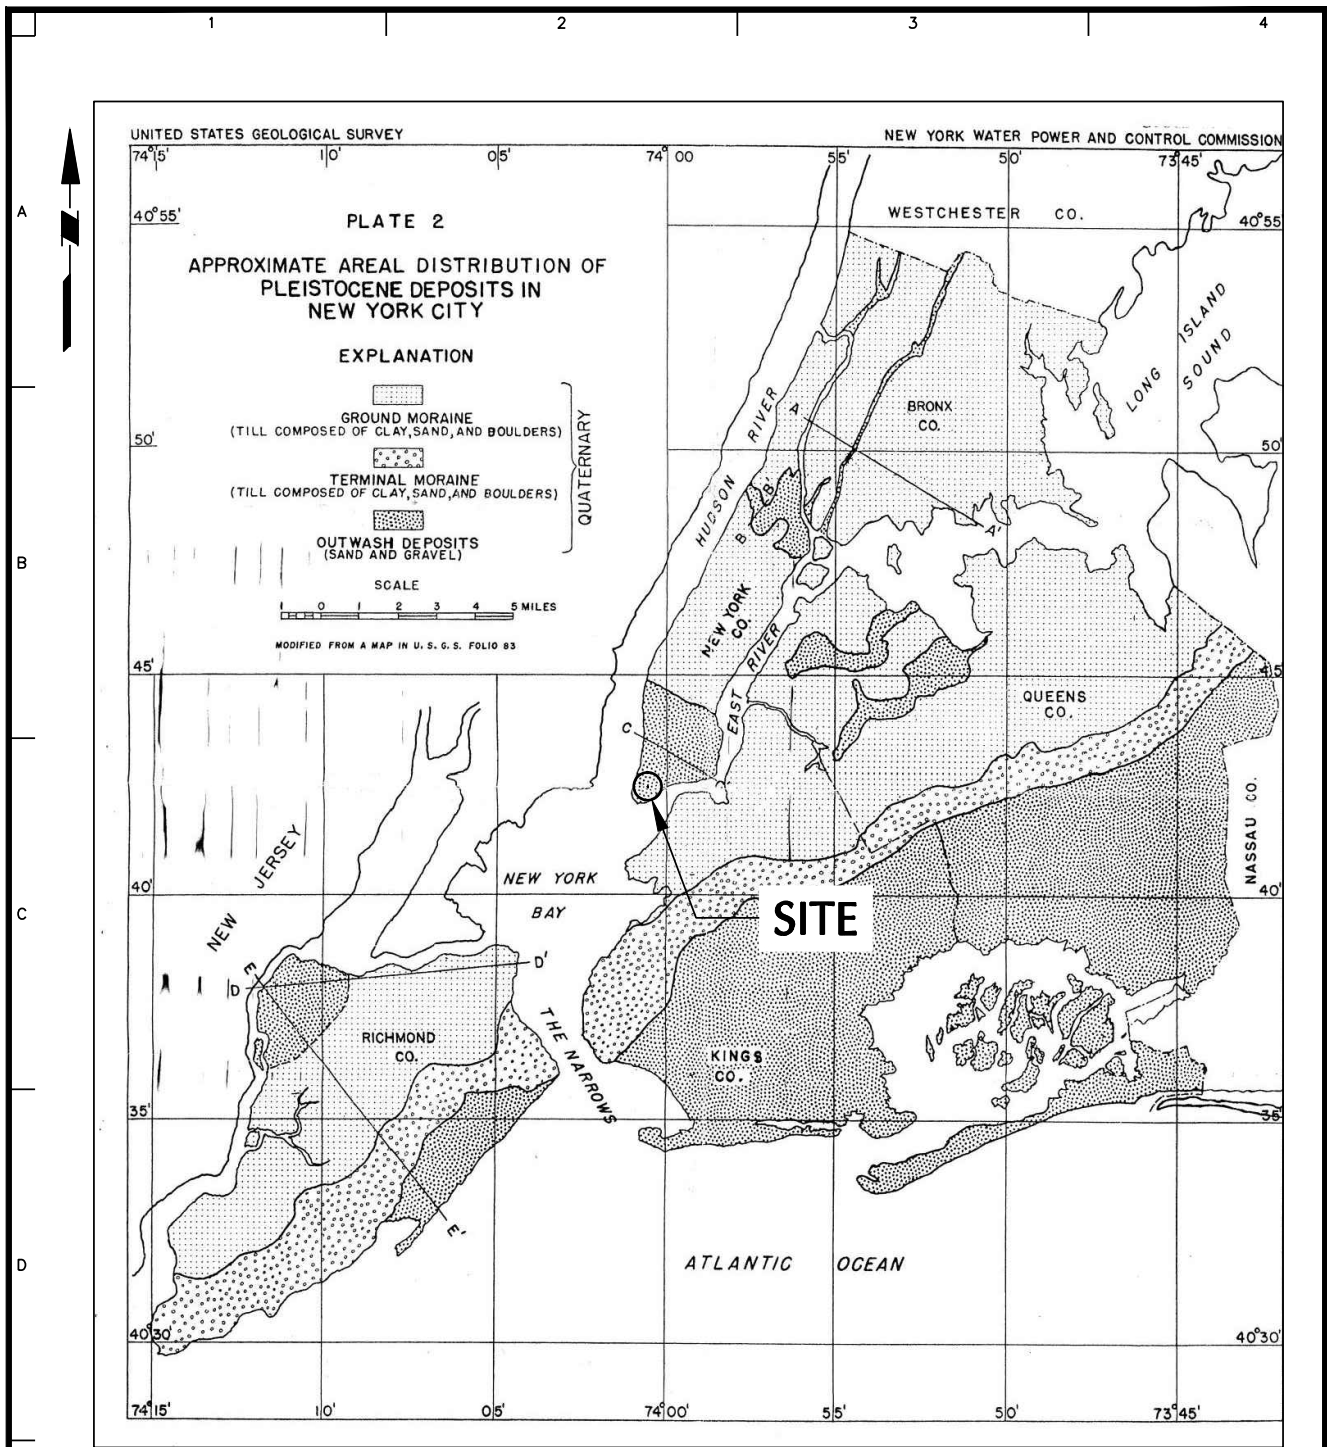 1 2 3 4
UNITED STATES GEOLOGICAL SURVEY
NEW YORK WATER POWER AND CONTROL COMMISSION
74°15' 10' 05' 74°00 55' 50' 73°45'
A
40°55'
WESTCHESTER CO.
40°55'
PLATE 2
APPROXIMATE AREAL DISTRIBUTION OF
PLEISTOCENE DEPOSITS IN
NEW YORK CITY
EXPLANATION
GROUND MORAINE
(TILL COMPOSED OF CLAY, SAND, AND BOULDERS)
TERMINAL MORAINE
(TILL COMPOSED OF CLAY, SAND, AND BOULDERS)
OUTWASH DEPOSITS
(SAND AND GRAVEL)
QUATERNARY
SCALE
1 0 1 2 3 4 5 MILES
MODIFIED FROM A MAP IN U. S. G. S. FOLIO 83
LONG ISLAND
SOUND
HUDSON RIVER
A
BRONX
CO.
50'
50'
B'
B
A'
B
NEW YORK
CO.
EAST RIVER
45'
45'
QUEENS
CO.
C
C'
NASSAU CO.
NEW JERSEY
NEW YORK
BAY
40'
40'
C
SITE
E
D
D'
RICHMOND
CO.
THE NARROWS
KINGS
CO.
35'
35'
E'
D
ATLANTIC OCEAN
40°30'
40°30'
74°15' 10' 05' 74°00' 55' 50' 73°45'